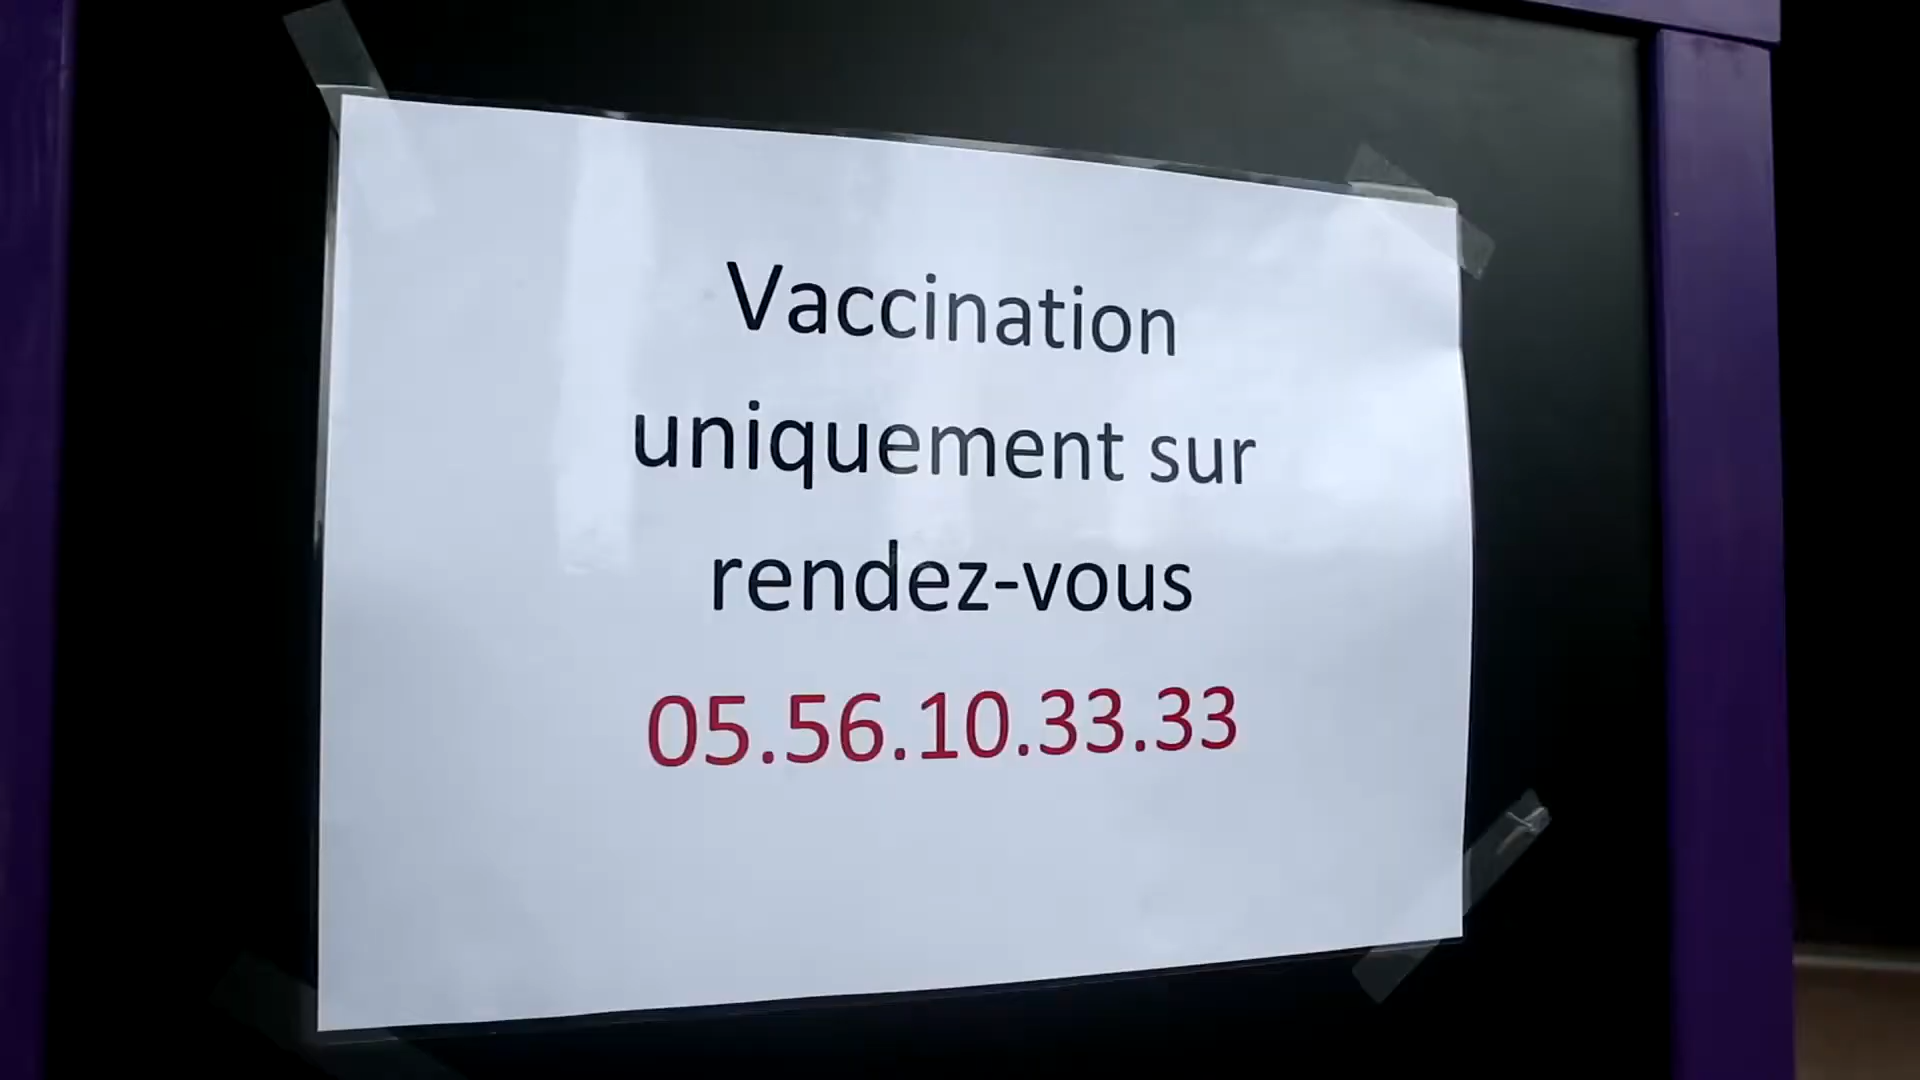 Vaccination
uniquement sur
rendez-vous
05.56.10.33.33